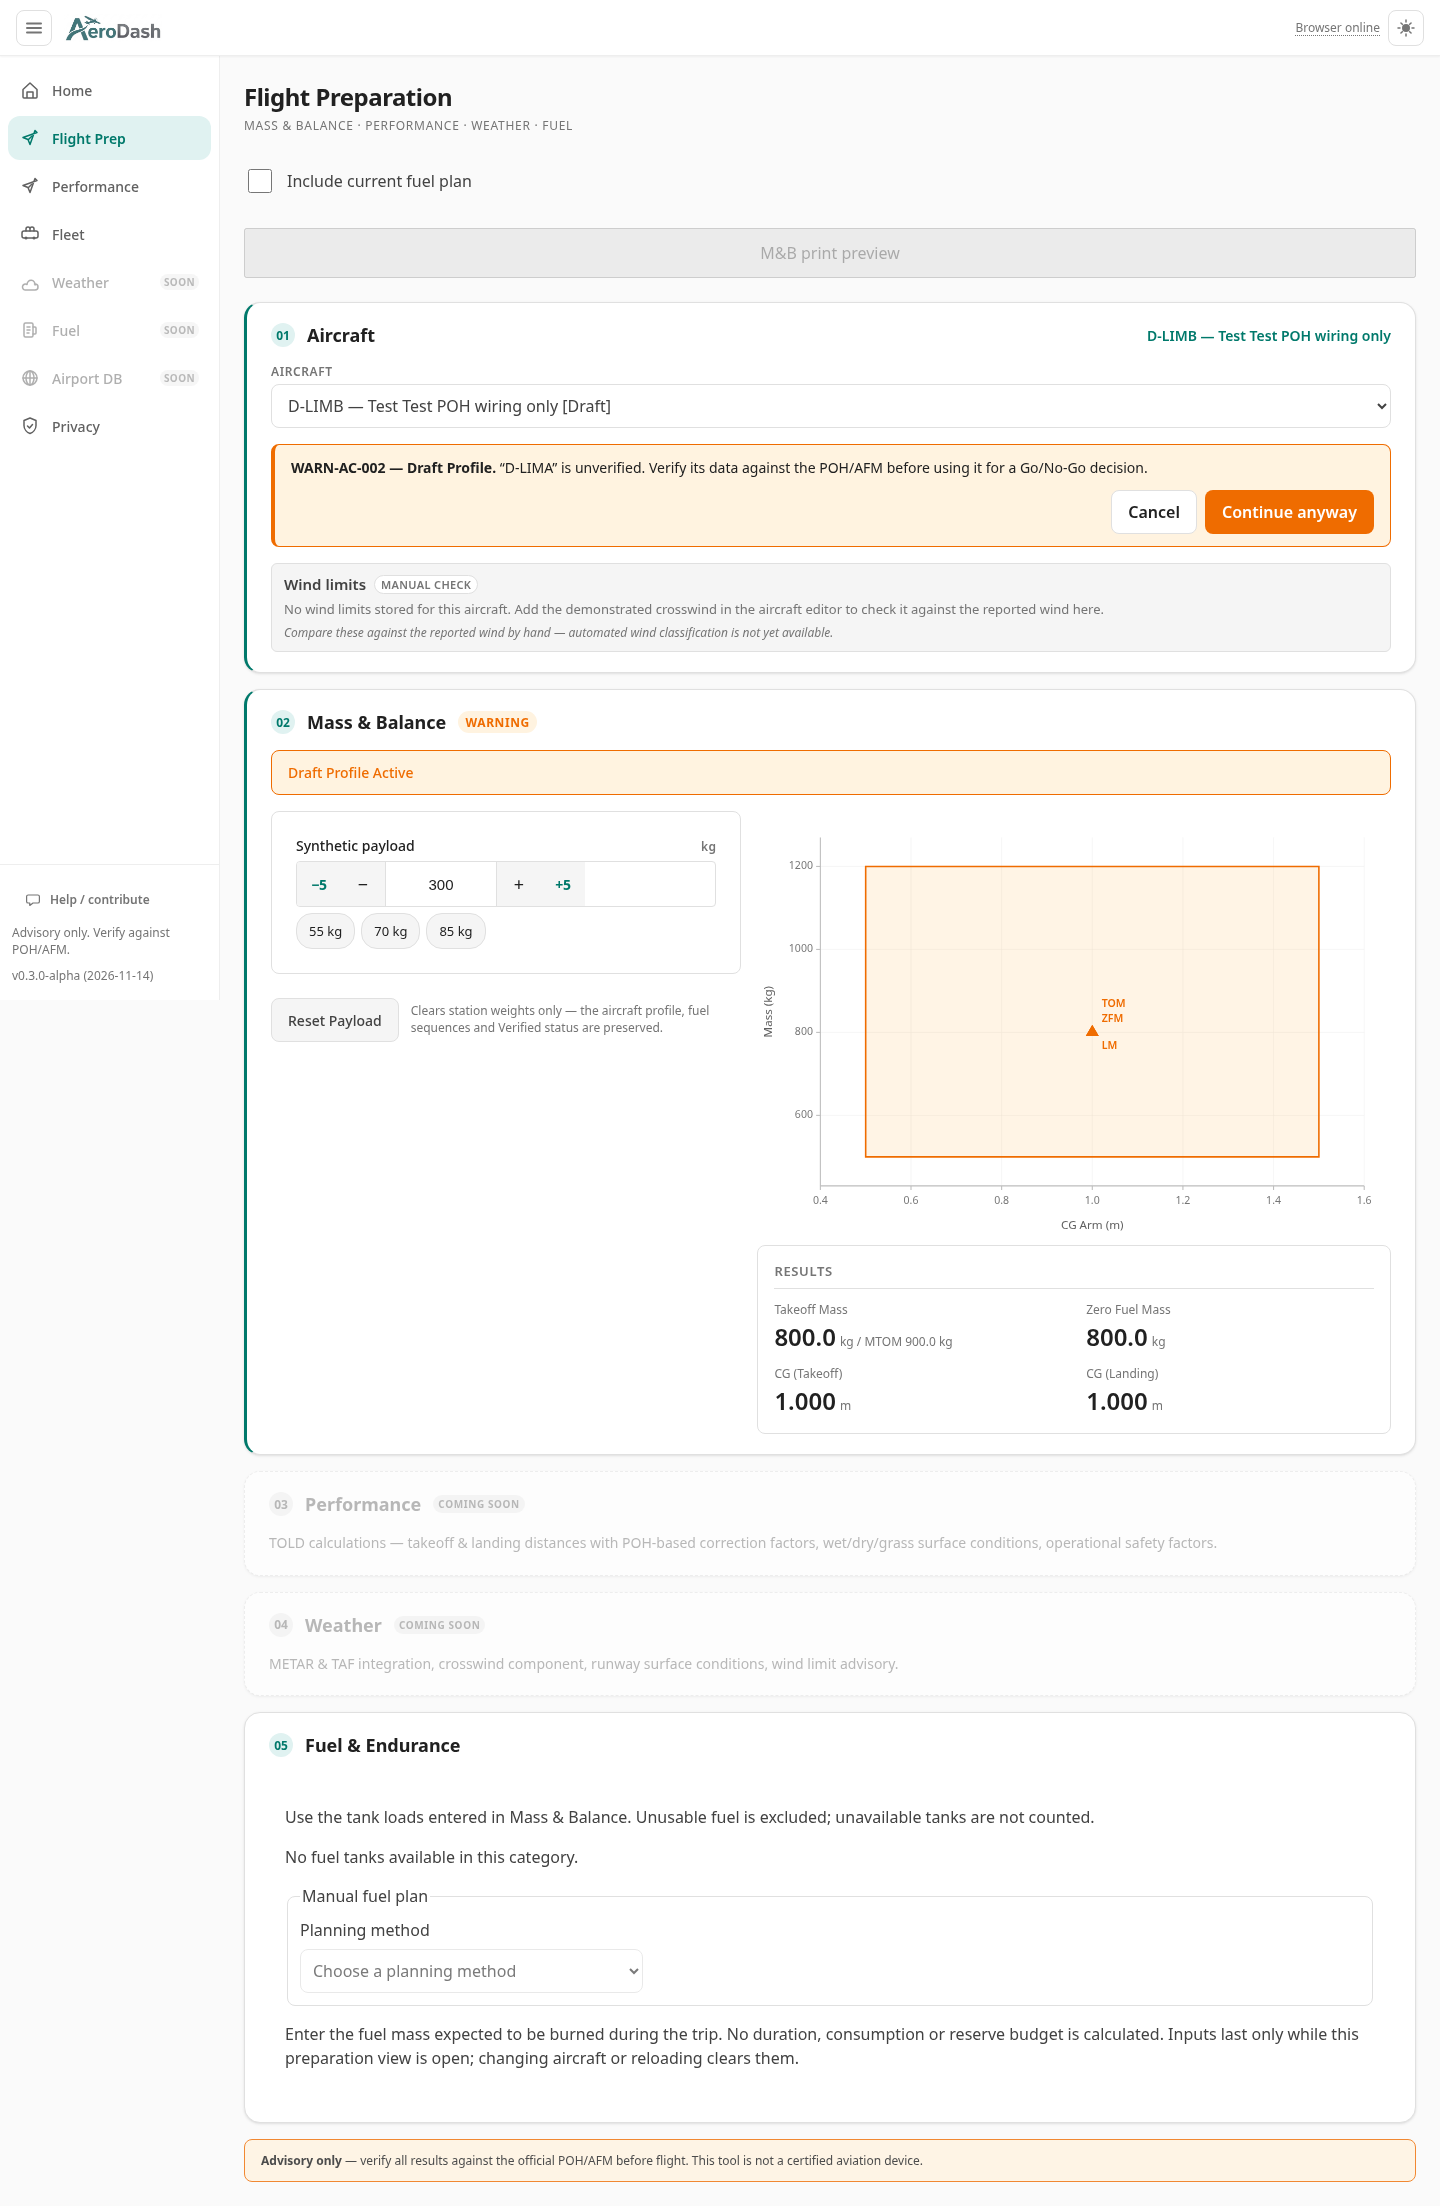 AeroDash
Browser online
Home
Flight Prep
Performance
Fleet
Weather SOON
Fuel SOON
Airport DB SOON
Privacy
Help / contribute
Advisory only. Verify against
POH/AFM.
v0.3.0-alpha (2026-11-14)
Flight Preparation
MASS & BALANCE · PERFORMANCE · WEATHER · FUEL
Include current fuel plan
M&B print preview
01 Aircraft D-LIMB — Test Test POH wiring only
AIRCRAFT
D-LIMB — Test Test POH wiring only [Draft]
WARN-AC-002 — Draft Profile. “D-LIMA” is unverified. Verify its data against the POH/AFM before using it for a Go/No-Go decision.
Cancel Continue anyway
Wind limits MANUAL CHECK
No wind limits stored for this aircraft. Add the demonstrated crosswind in the aircraft editor to check it against the reported wind here.
Compare these against the reported wind by hand — automated wind classification is not yet available.
02 Mass & Balance WARNING
Draft Profile Active
Synthetic payload kg
−5 − 300 + +5
55 kg 70 kg 85 kg
Reset Payload
Clears station weights only — the aircraft profile, fuel
sequences and Verified status are preserved.
1200
1000
800
600
Mass (kg)
TOM
ZFM
LM
0.4 0.6 0.8 1.0 1.2 1.4 1.6
CG Arm (m)
RESULTS
Takeoff Mass Zero Fuel Mass
800.0 kg / MTOM 900.0 kg 800.0 kg
CG (Takeoff) CG (Landing)
1.000 m 1.000 m
03 Performance COMING SOON
TOLD calculations — takeoff & landing distances with POH-based correction factors, wet/dry/grass surface conditions, operational safety factors.
04 Weather COMING SOON
METAR & TAF integration, crosswind component, runway surface conditions, wind limit advisory.
05 Fuel & Endurance
Use the tank loads entered in Mass & Balance. Unusable fuel is excluded; unavailable tanks are not counted.
No fuel tanks available in this category.
Manual fuel plan
Planning method
Choose a planning method
Enter the fuel mass expected to be burned during the trip. No duration, consumption or reserve budget is calculated. Inputs last only while this
preparation view is open; changing aircraft or reloading clears them.
Advisory only — verify all results against the official POH/AFM before flight. This tool is not a certified aviation device.